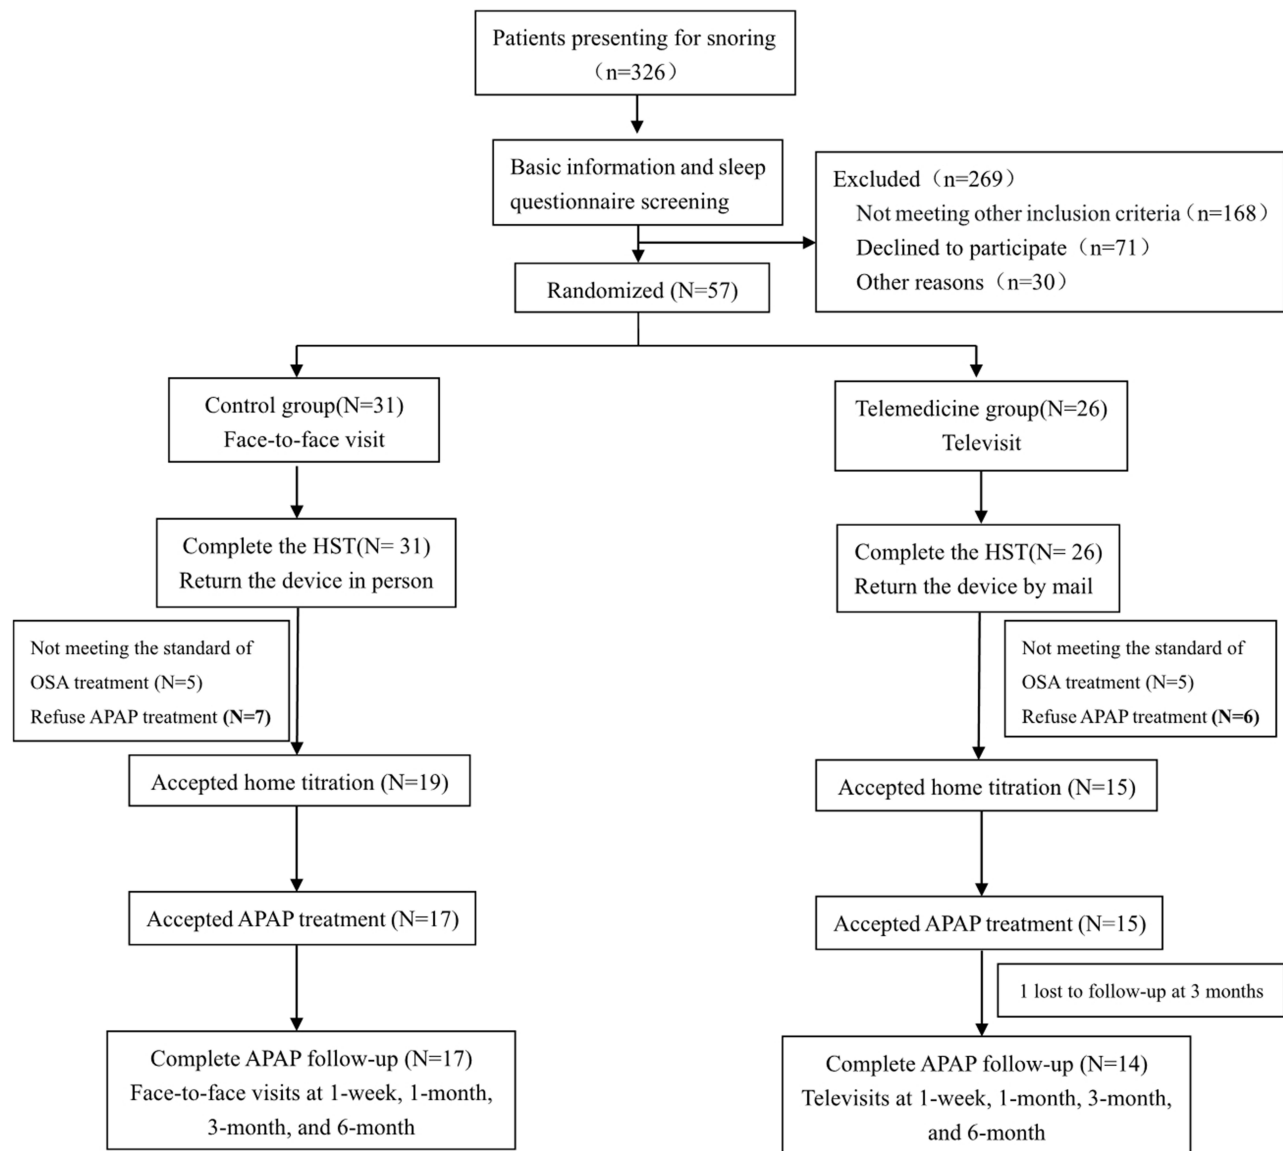 Patients presenting for snoring
（n=326）
Basic information and sleep
questionnaire screening
Excluded（n=269）
Not meeting other inclusion criteria（n=168）
Declined to participate（n=71）
Other reasons（n=30）
Randomized (N=57)
Control group(N=31)
Face-to-face visit
Telemedicine group(N=26)
Televisit
Complete the HST(N= 31)
Return the device in person
Complete the HST(N= 26)
Return the device by mail
Not meeting the standard of
OSA treatment (N=5)
Refuse APAP treatment (N=7)
Not meeting the standard of
OSA treatment (N=5)
Refuse APAP treatment (N=6)
Accepted home titration (N=19)
Accepted home titration (N=15)
Accepted APAP treatment (N=17)
Accepted APAP treatment (N=15)
1 lost to follow-up at 3 months
Complete APAP follow-up (N=17)
Face-to-face visits at 1-week, 1-month,
3-month, and 6-month
Complete APAP follow-up (N=14)
Televisits at 1-week, 1-month, 3-month,
and 6-month